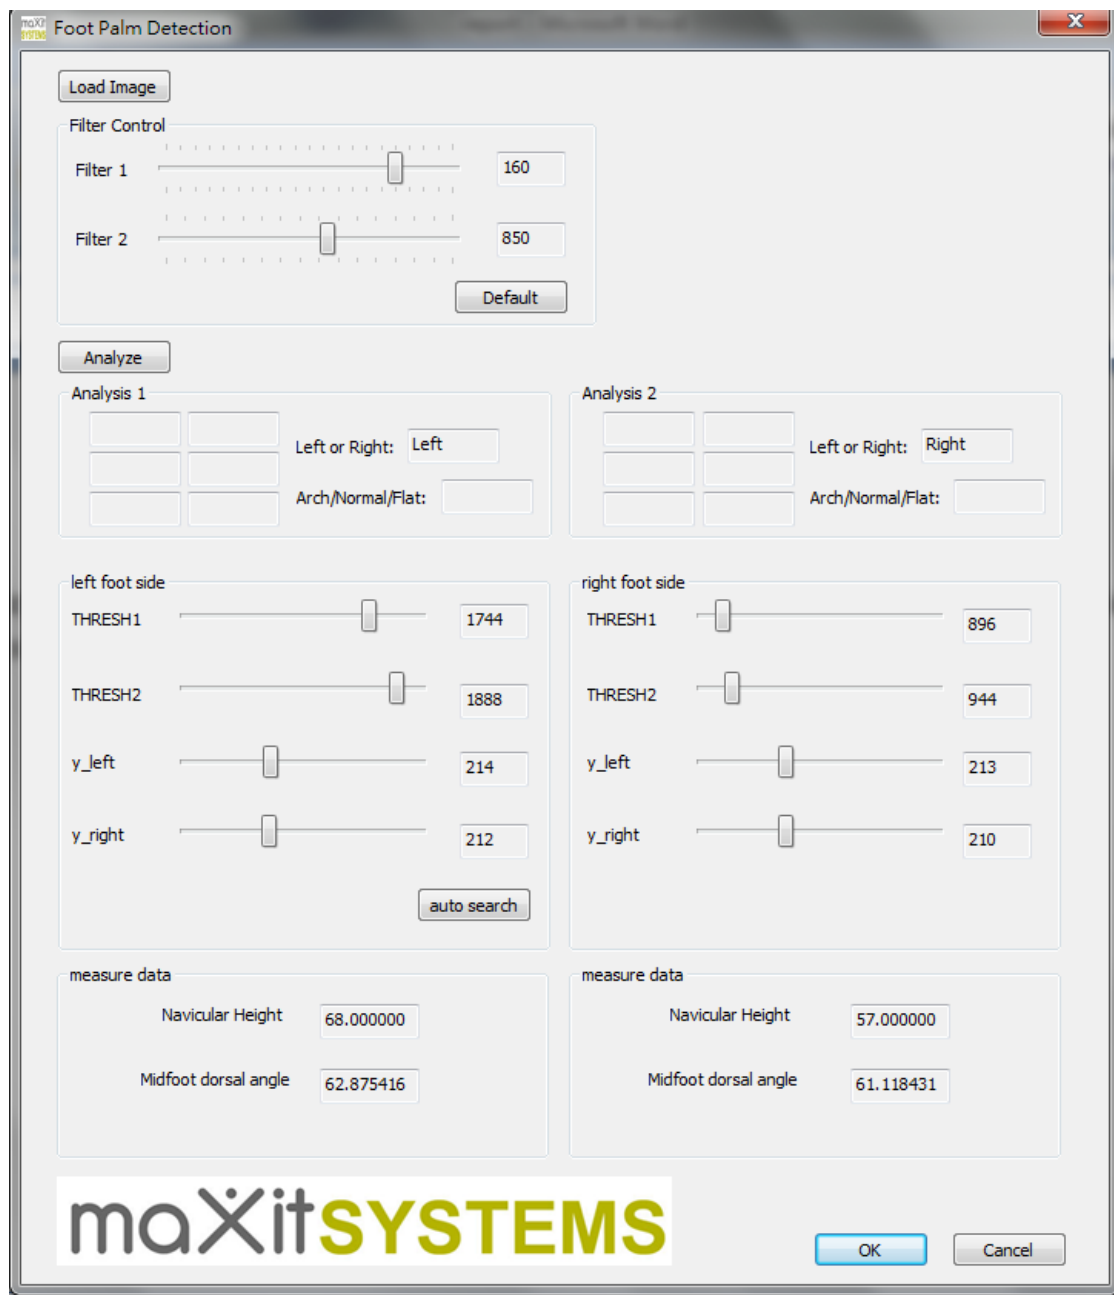 maXit
SYSTEMS
Foot Palm Detection
Load Image
Filter Control
Filter 1 160
Filter 2 850
Default
Analyze
Analysis 1
Left or Right: Left
Arch/Normal/Flat:
Analysis 2
Left or Right: Right
Arch/Normal/Flat:
left foot side
THRESH1 1744
THRESH2 1888
y_left 214
y_right 212
auto search
right foot side
THRESH1 896
THRESH2 944
y_left 213
y_right 210
measure data
Navicular Height 68.000000
Midfoot dorsal angle 62.875416
measure data
Navicular Height 57.000000
Midfoot dorsal angle 61.118431
maXitSYSTEMS
OK Cancel